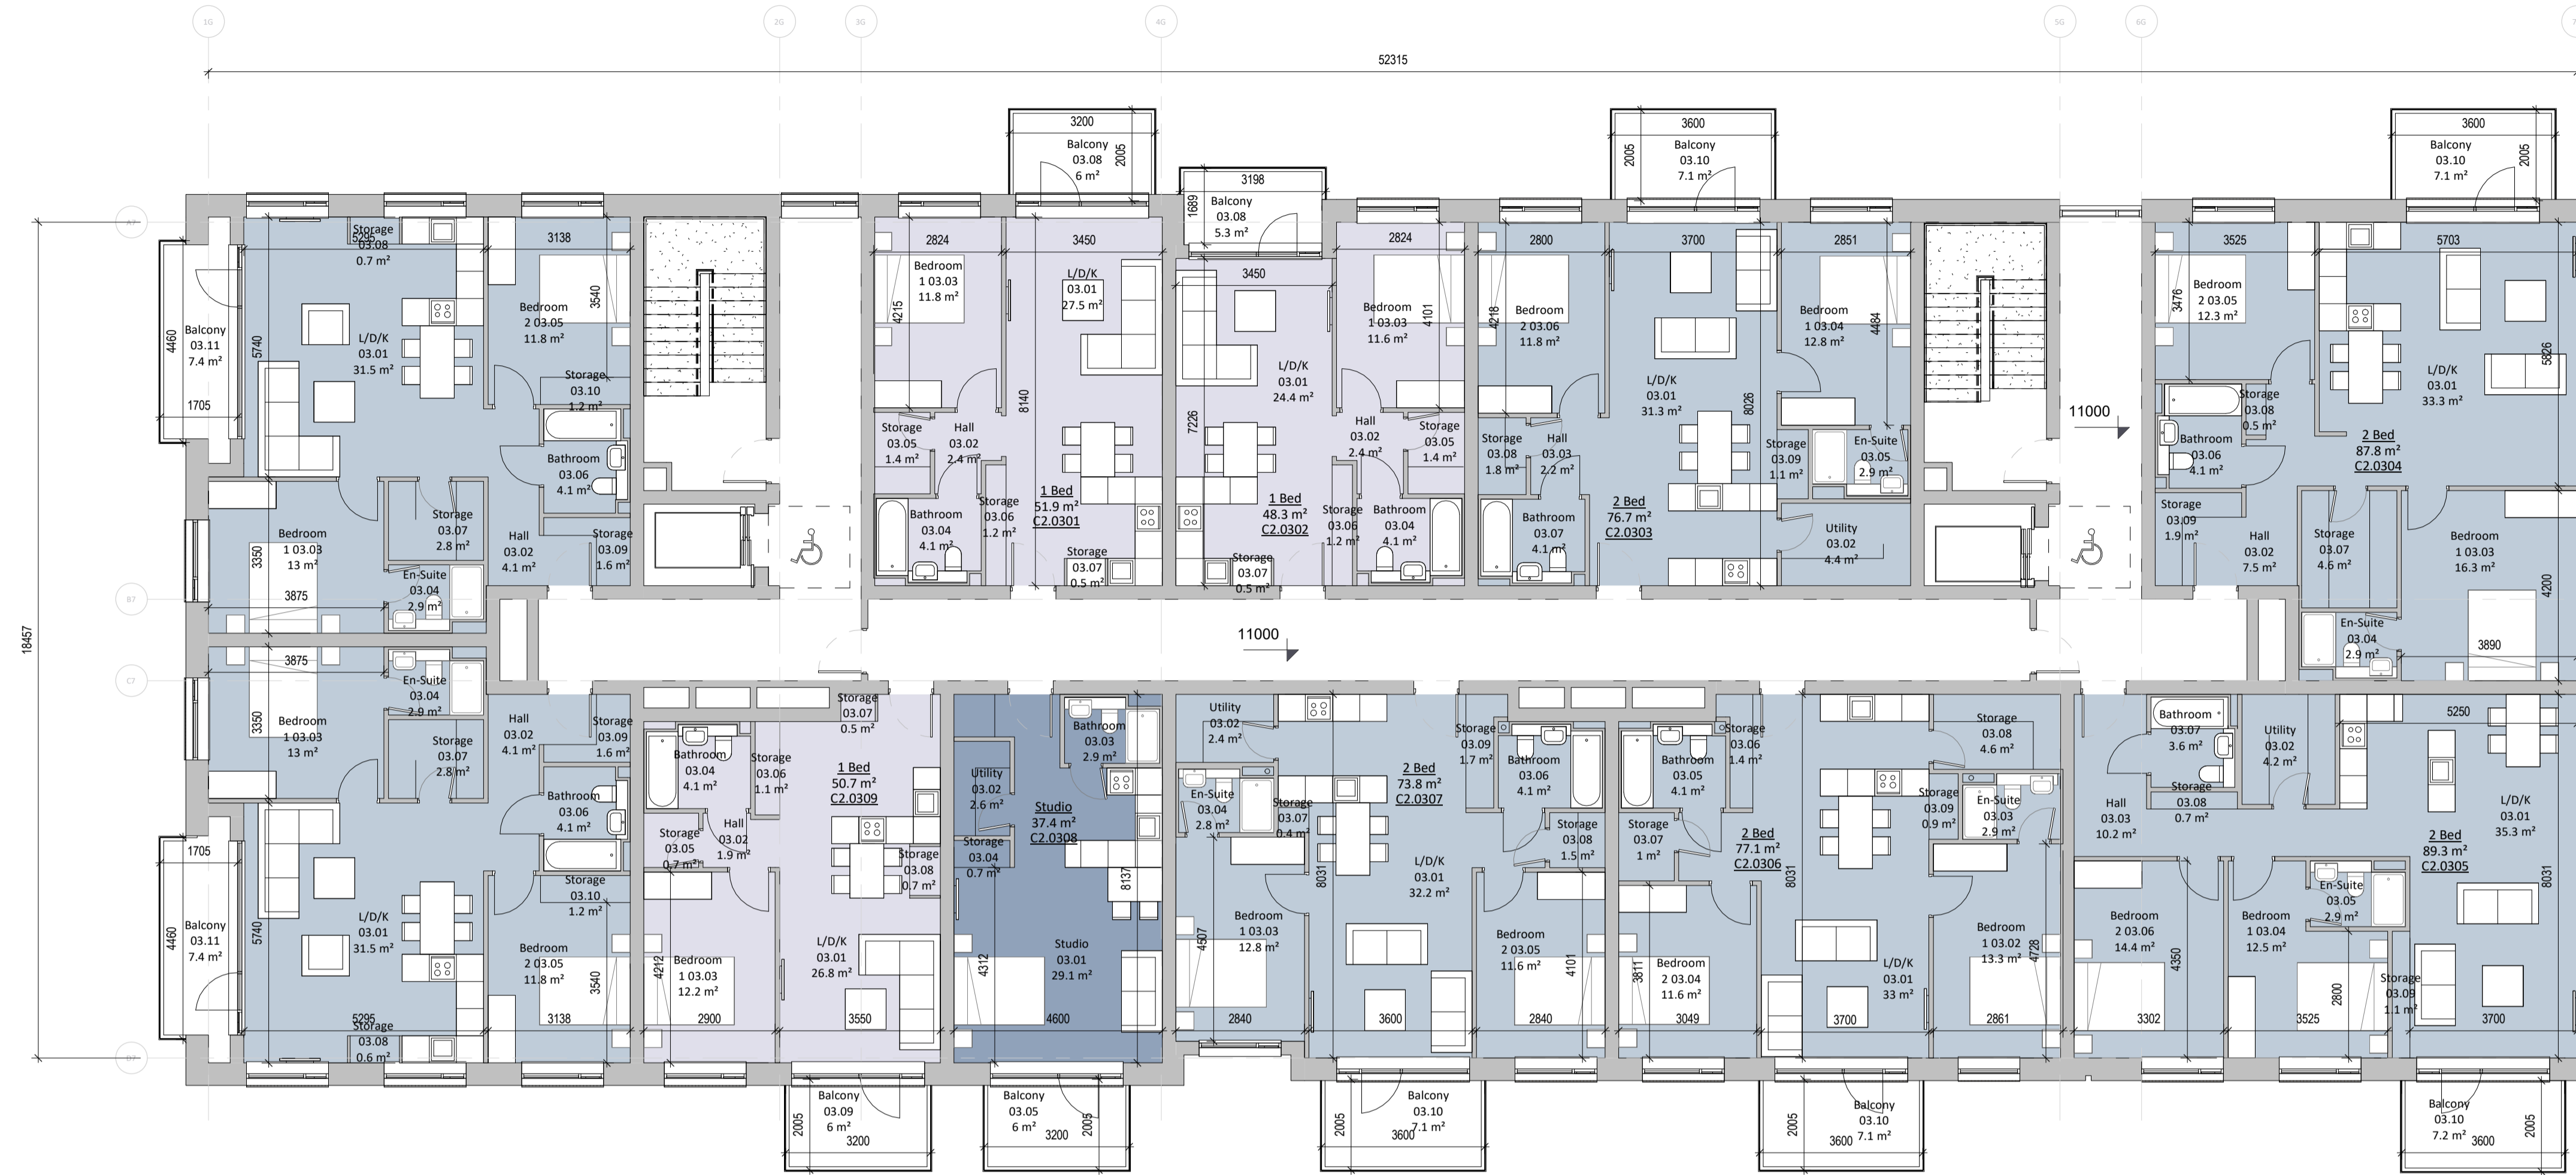 1G
2G
3G
4G
5G
6G
52315
18457
A7
B7
C7
D7
Balcony
03.11
7.4 m²
4460
1705
5295
Storage
03.08
0.7 m²
5740
L/D/K
03.01
31.5 m²
3138
Bedroom
2 03.05
11.8 m²
3540
Storage
03.10
1.2 m²
Bathroom
03.06
4.1 m²
Bedroom
1 03.03
13 m²
3350
3875
Storage
03.07
2.8 m²
En-Suite
03.04
2.9 m²
Hall
03.02
4.1 m²
Storage
03.09
1.6 m²
3200
Balcony
03.08
6 m²
2005
2824
Bedroom
1 03.03
11.8 m²
4215
3450
L/D/K
03.01
27.5 m²
8140
Storage
03.05
1.4 m²
Hall
03.02
2.4 m²
Bathroom
03.04
4.1 m²
Storage
03.06
1.2 m²
1 Bed
51.9 m²
C2.0301
Storage
03.07
0.5 m²
3198
1689
Balcony
03.08
5.3 m²
3450
L/D/K
03.01
24.4 m²
7226
2824
Bedroom
1 03.03
11.6 m²
4101
Hall
03.02
2.4 m²
Storage
03.05
1.4 m²
1 Bed
48.3 m²
C2.0302
Storage
03.06
1.2 m²
Bathroom
03.04
4.1 m²
Storage
03.07
0.5 m²
3600
Balcony
03.10
7.1 m²
2005
2800
Bedroom
2 03.06
11.8 m²
4218
3700
L/D/K
03.01
31.3 m²
8026
2851
Bedroom
1 03.04
12.8 m²
4484
Storage
03.08
1.8 m²
Hall
03.03
2.2 m²
Storage
03.09
1.1 m²
En-Suite
03.05
2.9 m²
Bathroom
03.07
4.1 m²
2 Bed
76.7 m²
C2.0303
Utility
03.02
4.4 m²
11000
3600
Balcony
03.10
7.1 m²
2005
3525
Bedroom
2 03.05
12.3 m²
3476
5703
L/D/K
03.01
33.3 m²
5826
Bathroom
03.06
4.1 m²
Storage
03.08
0.5 m²
2 Bed
87.8 m²
C2.0304
Storage
03.09
1.9 m²
Hall
03.02
7.5 m²
Storage
03.07
4.6 m²
Bedroom
1 03.03
16.3 m²
4200
En-Suite
03.04
2.9 m²
3890
11000
3875
3350
Bedroom
1 03.03
13 m²
En-Suite
03.04
2.9 m²
Storage
03.07
2.8 m²
Hall
03.02
4.1 m²
Storage
03.09
1.6 m²
Bathroom
03.06
4.1 m²
Storage
03.10
1.2 m²
1705
Balcony
03.11
7.4 m²
4460
5740
L/D/K
03.01
31.5 m²
5295
Storage
03.08
0.6 m²
Bedroom
2 03.05
11.8 m²
3540
3138
Storage
03.07
0.5 m²
Bathroom
03.04
4.1 m²
Storage
03.06
1.1 m²
1 Bed
50.7 m²
C2.0309
Storage
03.05
0.7 m²
Hall
03.02
1.9 m²
Storage
03.08
0.7 m²
4212
Bedroom
1 03.03
12.2 m²
2900
L/D/K
03.01
26.8 m²
3550
Balcony
03.09
6 m²
2005
3200
Bathroom
03.03
2.9 m²
Utility
03.02
2.6 m²
Studio
37.4 m²
C2.0308
Storage
03.04
0.7 m²
8137
4312
Studio
03.01
29.1 m²
4600
Balcony
03.05
6 m²
2005
3200
Utility
03.02
2.4 m²
En-Suite
03.04
2.8 m²
Storage
03.07
0.4 m²
2 Bed
73.8 m²
C2.0307
Storage
03.09
1.7 m²
Bathroom
03.06
4.1 m²
Storage
03.08
1.5 m²
8031
L/D/K
03.01
32.2 m²
4507
Bedroom
1 03.03
12.8 m²
2840
3600
Bedroom
2 03.05
11.6 m²
4101
2840
Balcony
03.10
7.1 m²
2005
3600
Bathroom
03.05
4.1 m²
Storage
03.06
1.4 m²
Storage
03.07
1 m²
2 Bed
77.1 m²
C2.0306
8031
Storage
03.08
4.6 m²
Storage
03.09
0.9 m²
En-Suite
03.03
2.9 m²
3811
Bedroom
2 03.04
11.6 m²
3049
L/D/K
03.01
33 m²
3700
Bedroom
1 03.02
13.3 m²
4728
2861
Balcony
03.10
7.1 m²
2005
3600
Bathroom
03.07
3.6 m²
Storage
03.08
0.7 m²
Utility
03.02
4.2 m²
5250
Hall
03.03
10.2 m²
L/D/K
03.01
35.3 m²
2 Bed
89.3 m²
C2.0305
8031
En-Suite
03.05
2.9 m²
Bedroom
2 03.06
14.4 m²
4350
3302
Bedroom
1 03.04
12.5 m²
2800
3525
Storage
03.09
1.1 m²
3700
Balcony
03.10
7.2 m²
2005
3600